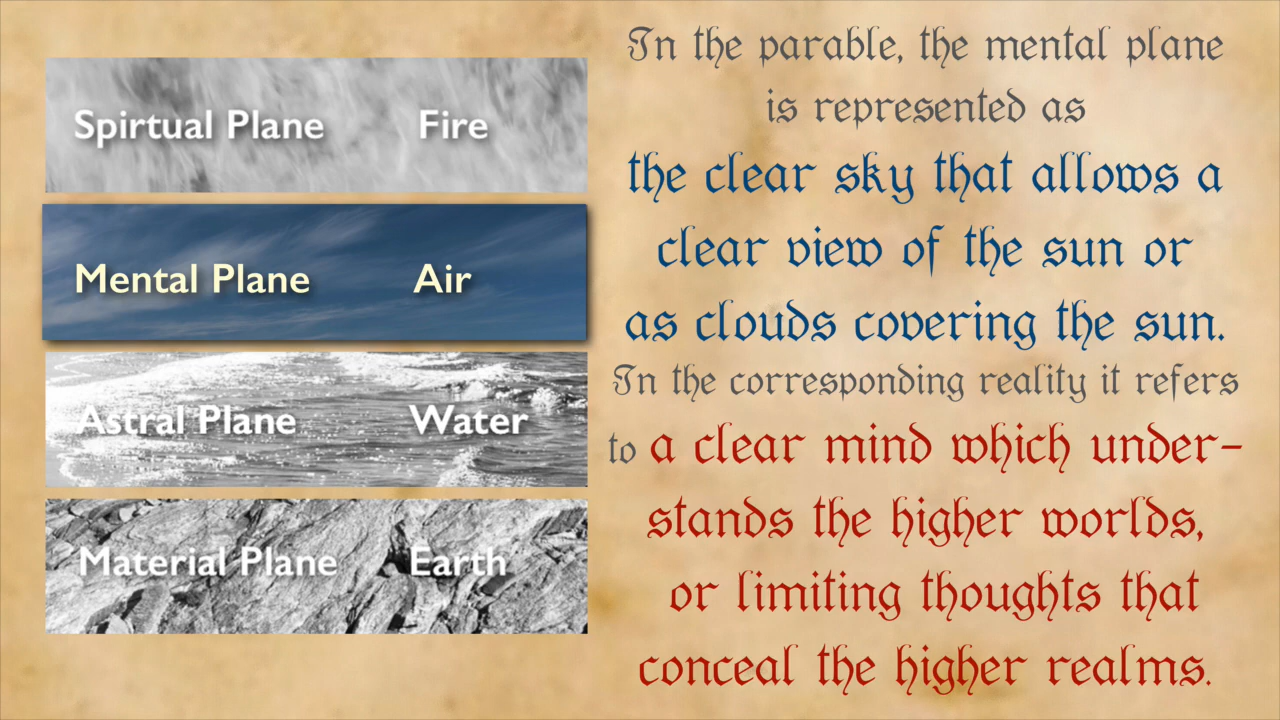 Spirtual Plane Fire
Mental Plane Air
Astral Plane Water
Material Plane Earth
In the parable, the mental plane
is represented as
the clear sky that allows a
clear view of the sun or
as clouds covering the sun.
In the corresponding reality it refers
to a clear mind which under-
stands the higher worlds,
or limiting thoughts that
conceal the higher realms.